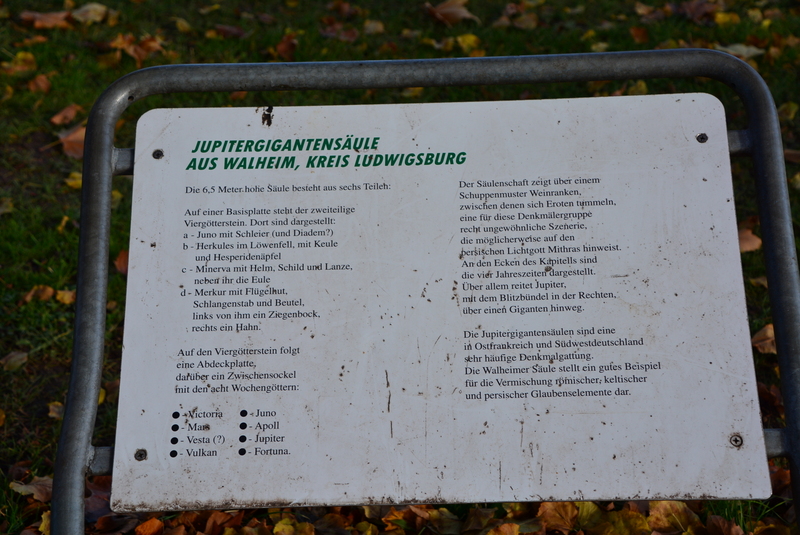 JUPITERGIGANTENSÄULE
AUS WALHEIM, KREIS LUDWIGSBURG
Die 6,5 Meter hohe Säule besteht aus sechs Teilen:
Auf einer Basisplatte steht der zweiteilige
Viergötterstein. Dort sind dargestellt:
a - Juno mit Schleier (und Diadem?)
b - Herkules im Löwenfell, mit Keule
und Hesperidenäpfel
c - Minerva mit Helm, Schild und Lanze,
neben ihr die Eule
d - Merkur mit Flügelhut,
Schlangenstab und Beutel,
links von ihm ein Ziegenbock,
rechts ein Hahn.
Auf den Viergötterstein folgt
eine Abdeckplatte,
darüber ein Zwischensockel
mit den acht Wochengöttern:
● - Victoria
● - Mars
● - Vesta (?)
● - Vulkan
● - Juno
● - Apoll
● - Jupiter
● - Fortuna.
Der Säulenschaft zeigt über einem
Schuppenmuster Weinranken,
zwischen denen sich Eroten tummeln,
eine für diese Denkmälergruppe
recht ungewöhnliche Szenerie,
die möglicherweise auf den
persischen Lichtgott Mithras hinweist.
An den Ecken des Kapitells sind
die vier Jahreszeiten dargestellt.
Über allem reitet Jupiter,
mit dem Blitzbündel in der Rechten,
über einen Giganten hinweg.
Die Jupitergigantensäulen sind eine
in Ostfrankreich und Südwestdeutschland
sehr häufige Denkmalgattung.
Die Walheimer Säule stellt ein gutes Beispiel
für die Vermischung römischer, keltischer
und persischer Glaubenselemente dar.